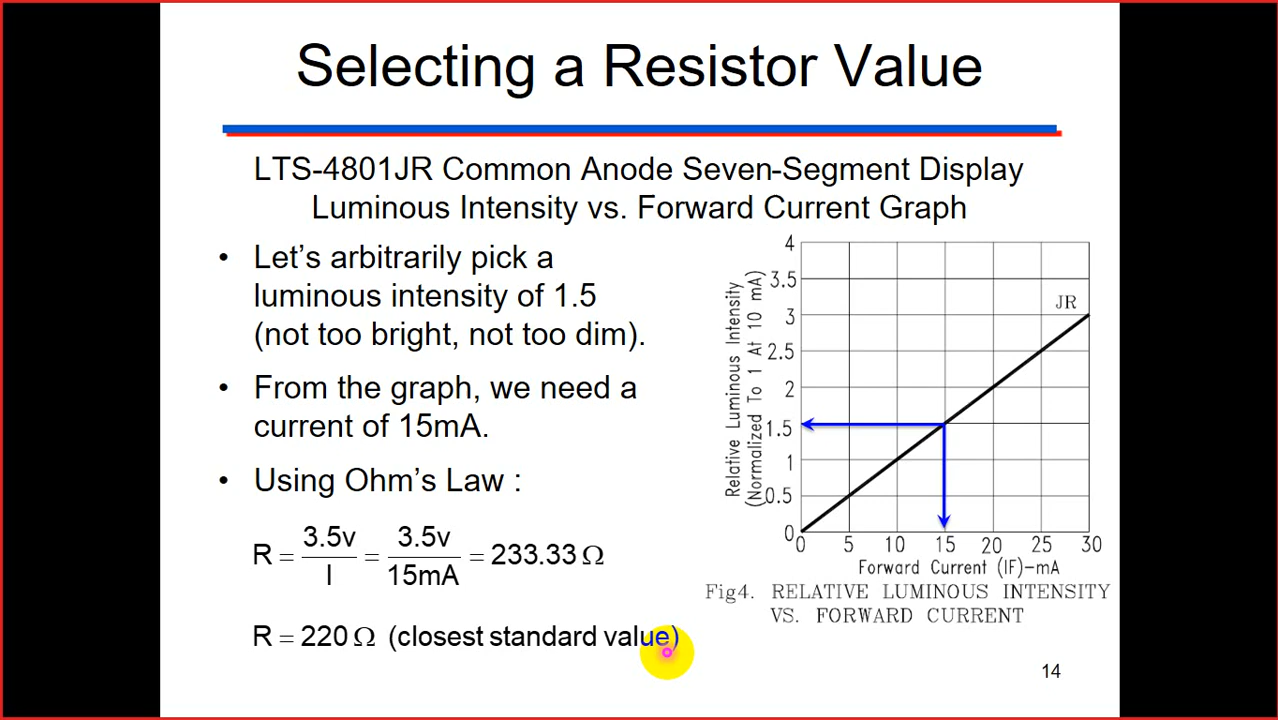 Selecting a Resistor Value
LTS-4801JR Common Anode Seven-Segment Display
Luminous Intensity vs. Forward Current Graph
• Let's arbitrarily pick a
luminous intensity of 1.5
(not too bright, not too dim).
• From the graph, we need a
current of 15mA.
• Using Ohm's Law :
R = 3.5v / I = 3.5v / 15mA = 233.33 Ω
R = 220 Ω (closest standard value)
Relative Luminous Intensity
(Normalized To 1 At 10 mA)
4
3.5
3
2.5
2
1.5
1
0.5
0
JR
0 5 10 15 20 25 30
Forward Current (IF)-mA
Fig4. RELATIVE LUMINOUS INTENSITY
VS. FORWARD CURRENT
14